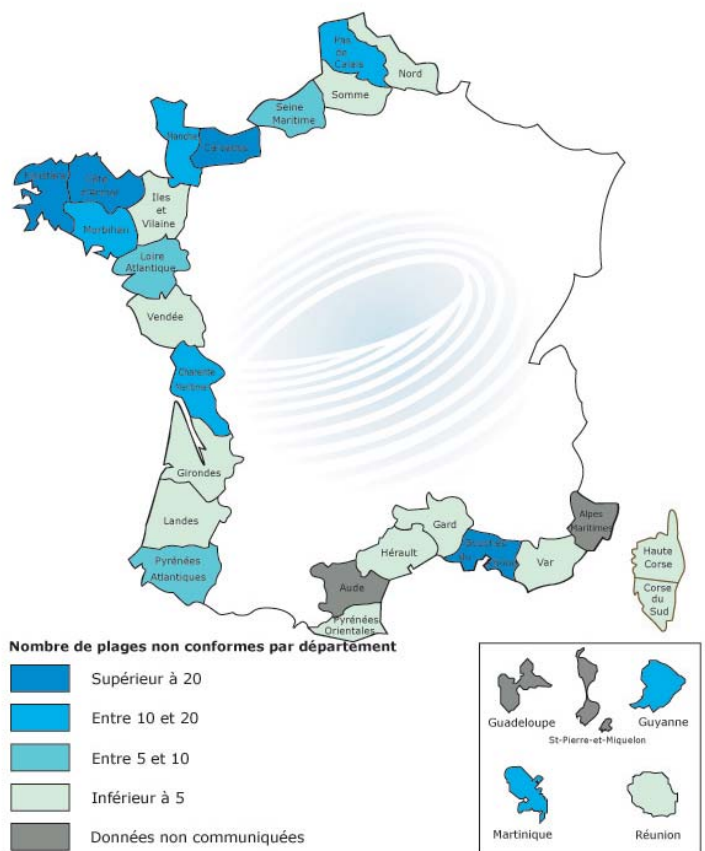 Pas
de
Calais
Nord
Somme
Seine
Maritime
Manche
Calvados
Finistère
Côte
d'Armor
Iles
et
Vilaine
Morbihan
Loire
Atlantique
Vendée
Charente
Maritime
Girondes
Landes
Pyrénées
Atlantiques
Gard
Hérault
Bouches
du
Var
Alpes
Maritimes
Aude
Pyrénées
Orientales
Haute
Corse
Corse
du
Sud
Nombre de plages non conformes par département
Supérieur à 20
Entre 10 et 20
Entre 5 et 10
Inférieur à 5
Données non communiquées
Guadeloupe
St-Pierre-et-Miquelon
Guyanne
Martinique
Réunion